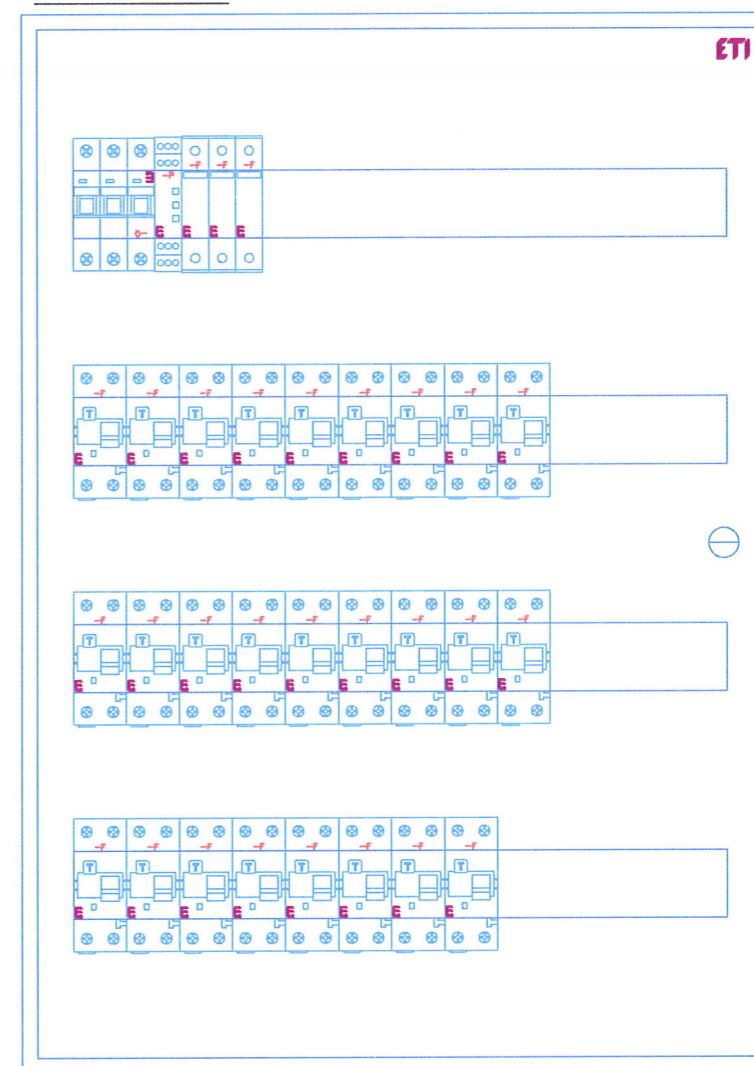 ETI
-F -F -F
E E E E
-F -F -F -F -F -F -F -F -F
T T T T T T T T T
E E E E E E E E E
-F -F -F -F -F -F -F -F -F
T T T T T T T T T
E E E E E E E E E
-F -F -F -F -F -F -F -F
T T T T T T T T
E E E E E E E E